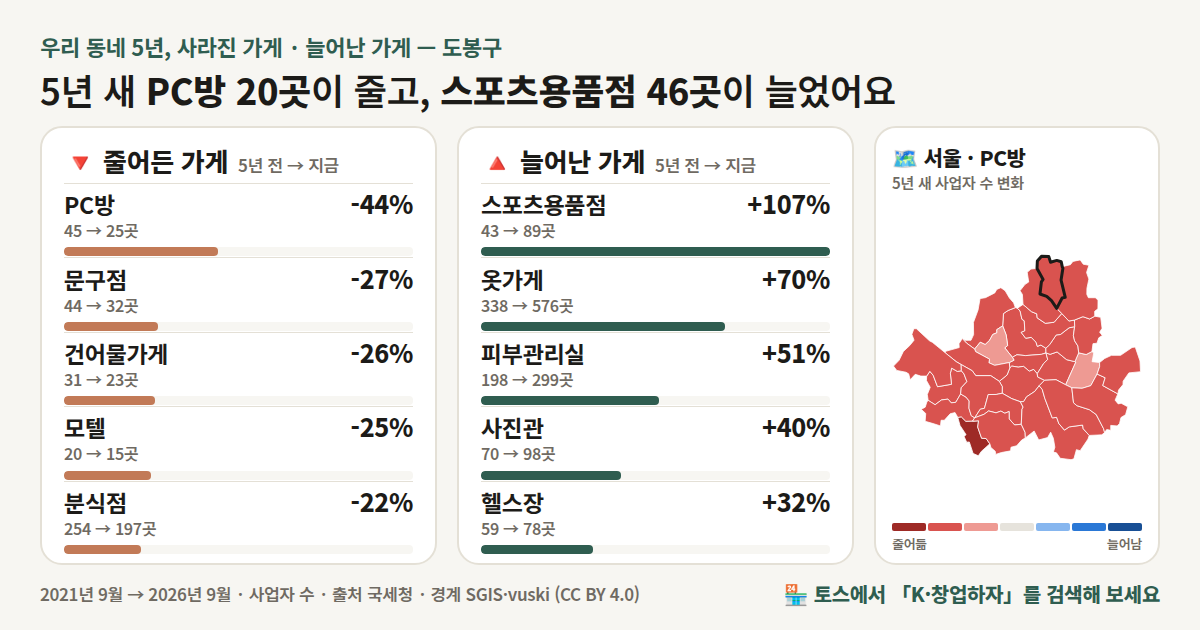 우리 동네 5년, 사라진 가게 · 늘어난 가게 — 도봉구
5년 새 PC방 20곳이 줄고, 스포츠용품점 46곳이 늘었어요
줄어든 가게 5년 전 → 지금
PC방 -44%
45 → 25곳
문구점 -27%
44 → 32곳
건어물가게 -26%
31 → 23곳
모텔 -25%
20 → 15곳
분식점 -22%
254 → 197곳
늘어난 가게 5년 전 → 지금
스포츠용품점 +107%
43 → 89곳
옷가게 +70%
338 → 576곳
피부관리실 +51%
198 → 299곳
사진관 +40%
70 → 98곳
헬스장 +32%
59 → 78곳
서울 · PC방
5년 새 사업자 수 변화
줄어듦 늘어남
2021년 9월 → 2026년 9월 · 사업자 수 · 출처 국세청 · 경계 SGIS·vuski (CC BY 4.0)
토스에서 「K·창업하자」를 검색해 보세요